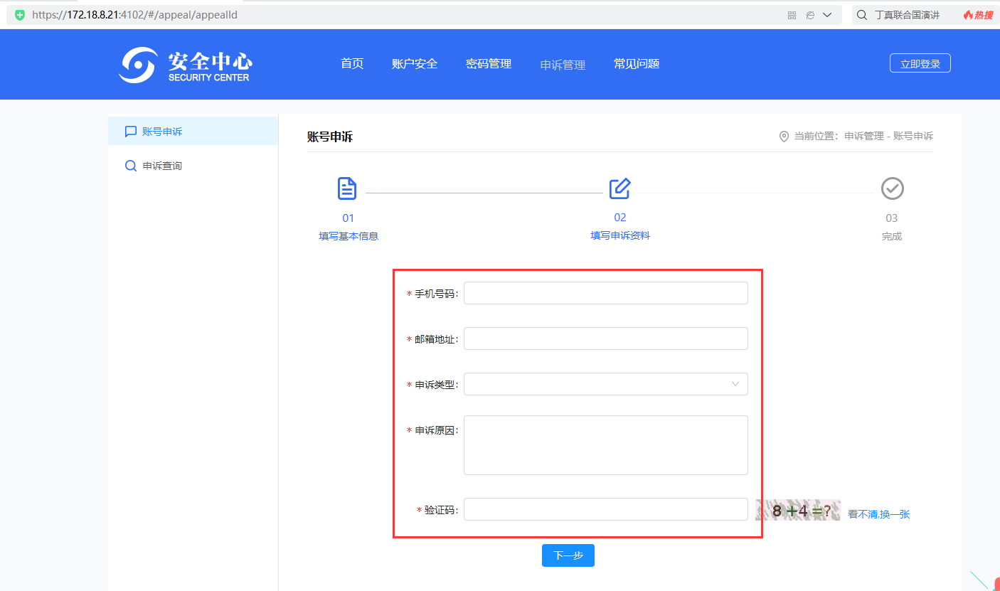 https://172.18.8.21:4102/#/appeal/appealId
丁真联合国演讲
热搜
安全中心
SECURITY CENTER
首页
账户安全
密码管理
申诉管理
常见问题
立即登录
账号申诉
申诉查询
账号申诉
当前位置：申诉管理 - 账号申诉
01
填写基本信息
02
填写申诉资料
03
完成
* 手机号码：
* 邮箱地址：
* 申诉类型：
* 申诉原因：
* 验证码：
8+4=?
看不清,换一张
下一步